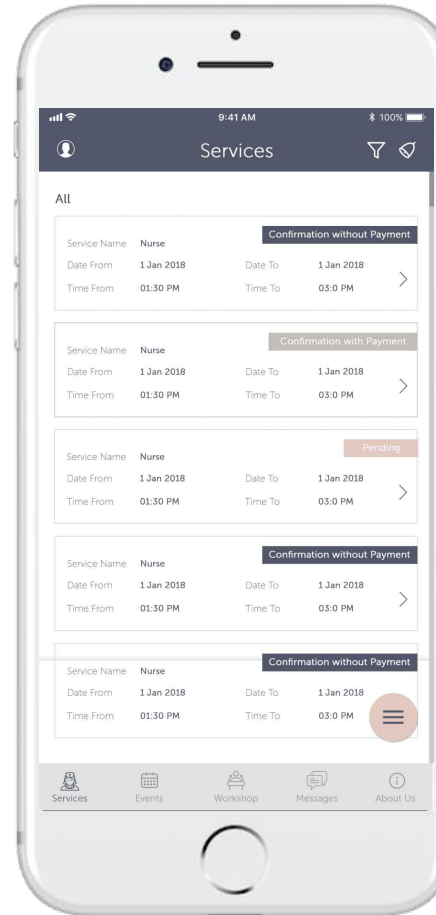 9:41 AM
100%
Services
All
Confirmation without Payment
Service Name Nurse
Date From 1 Jan 2018 Date To 1 Jan 2018
Time From 01:30 PM Time To 03:0 PM
Confirmation with Payment
Service Name Nurse
Date From 1 Jan 2018 Date To 1 Jan 2018
Time From 01:30 PM Time To 03:0 PM
Pending
Service Name Nurse
Date From 1 Jan 2018 Date To 1 Jan 2018
Time From 01:30 PM Time To 03:0 PM
Confirmation without Payment
Service Name Nurse
Date From 1 Jan 2018 Date To 1 Jan 2018
Time From 01:30 PM Time To 03:0 PM
Confirmation without Payment
Service Name Nurse
Date From 1 Jan 2018 Date To 1 Jan 2018
Time From 01:30 PM Time To 03:0 PM
Services Events Workshop Messages About Us